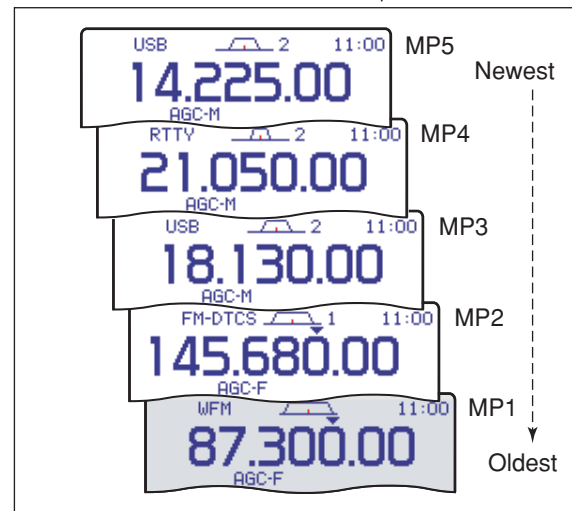 USB 2 11:00 MP5
14.225.00
AGC-M
Newest
RTTY 2 11:00 MP4
21.050.00
AGC-M
USB 2 11:00 MP3
18.130.00
AGC-M
FM-DTCS 1 11:00 MP2
145.680.00
AGC-F
WFM 11:00 MP1
87.300.00
AGC-F
Oldest